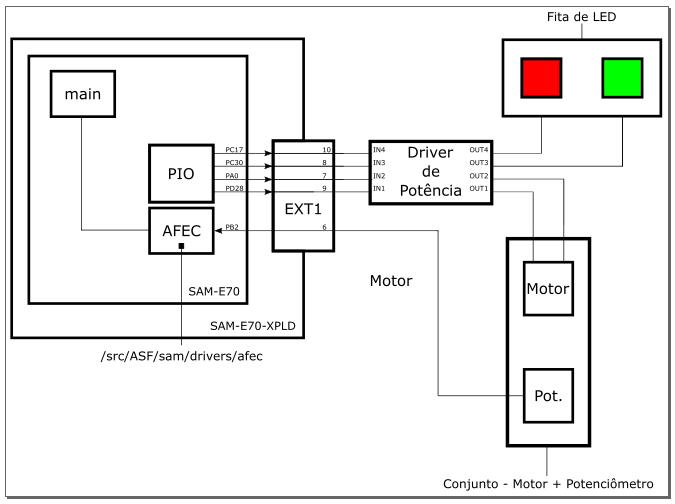 Fita de LED
main
PIO
PC17
PC30
PA0
PD28
10
8
7
9
EXT1
IN4
IN3
IN2
IN1
Driver
de
Potência
OUT4
OUT3
OUT2
OUT1
AFEC
PB2
6
SAM-E70
SAM-E70-XPLD
/src/ASF/sam/drivers/afec
Motor
Motor
Pot.
Conjunto - Motor + Potenciômetro